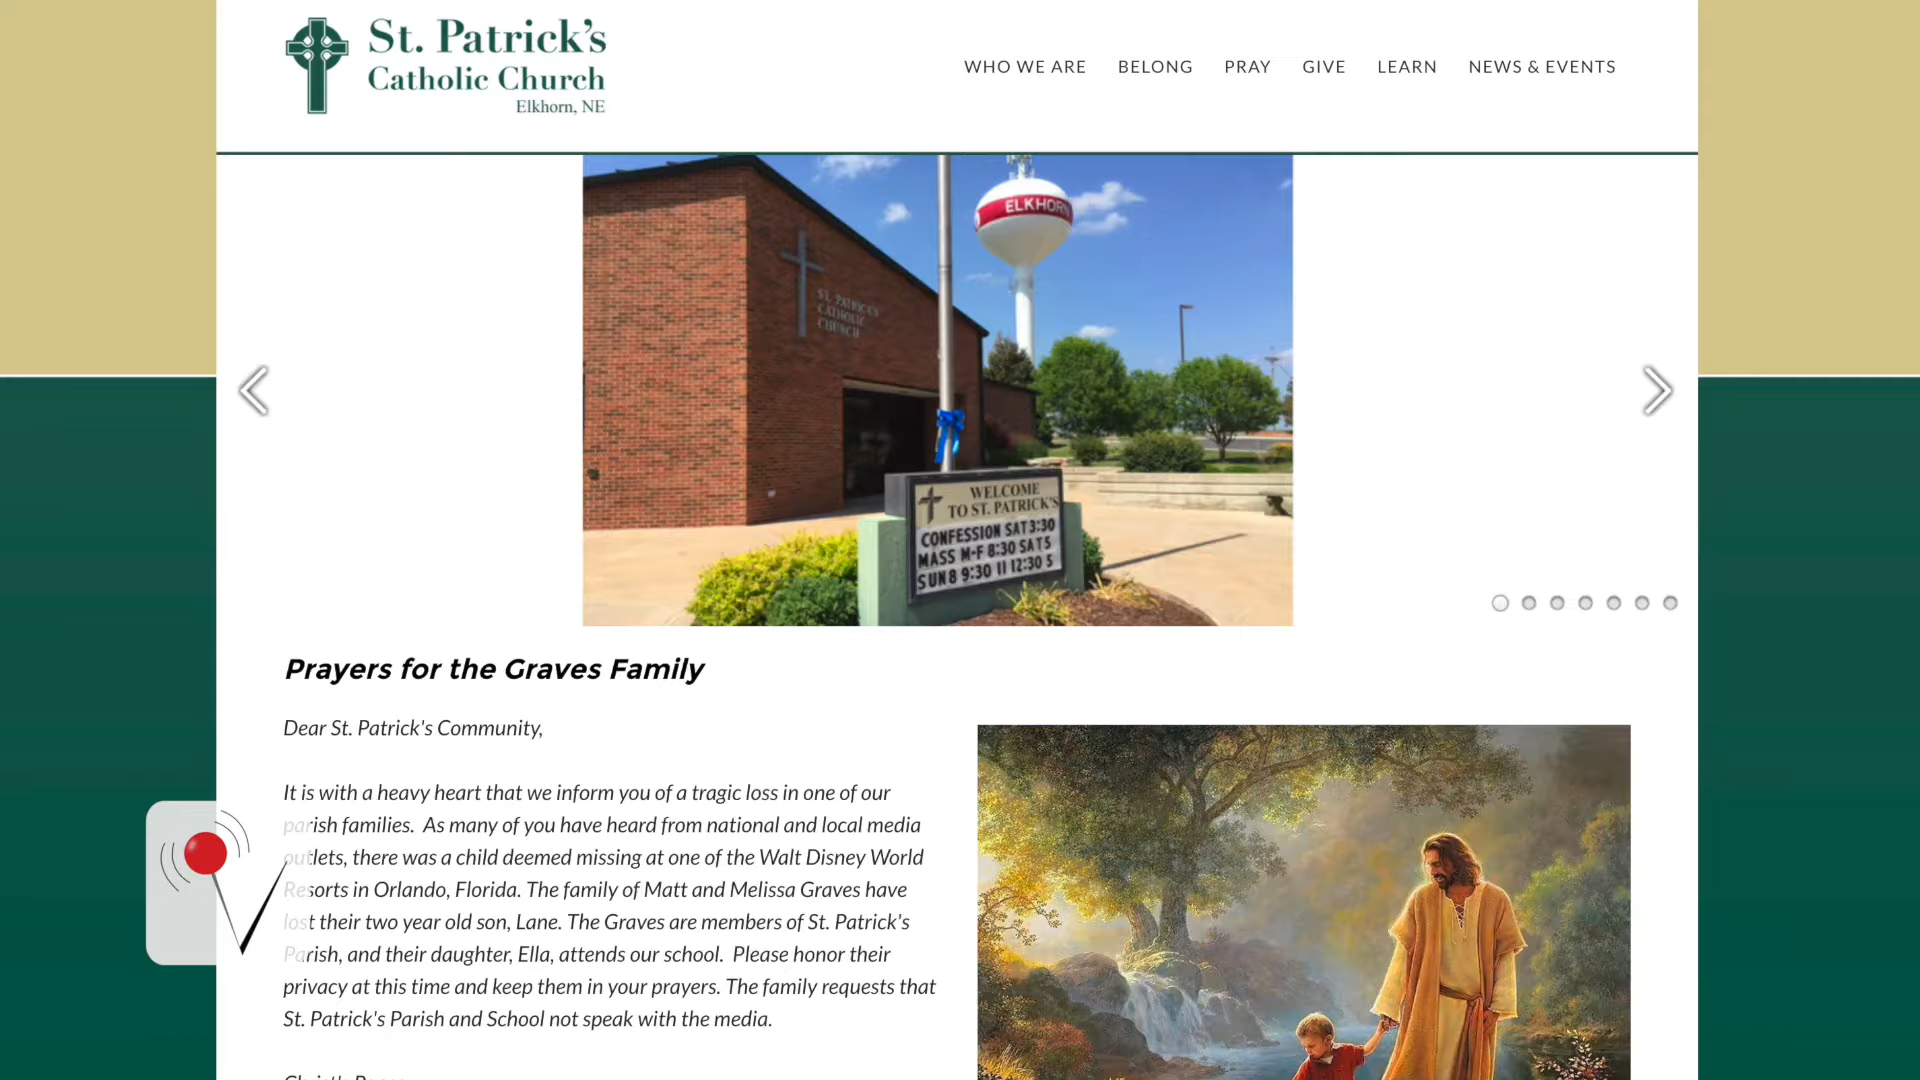 St. Patrick's
Catholic Church
Elkhorn, NE
WHO WE ARE BELONG PRAY GIVE LEARN NEWS & EVENTS
ELKHORN
ST. PATRICK'S
CATHOLIC
CHURCH
WELCOME
TO ST. PATRICK'S
CONFESSION SAT 3:30
MASS M-F 8:30 SAT 5
SUN 8 9:30 11 12:30 5
Prayers for the Graves Family
Dear St. Patrick's Community,
It is with a heavy heart that we inform you of a tragic loss in one of our
parish families. As many of you have heard from national and local media
outlets, there was a child deemed missing at one of the Walt Disney World
Resorts in Orlando, Florida. The family of Matt and Melissa Graves have
lost their two year old son, Lane. The Graves are members of St. Patrick's
Parish, and their daughter, Ella, attends our school. Please honor their
privacy at this time and keep them in your prayers. The family requests that
St. Patrick's Parish and School not speak with the media.